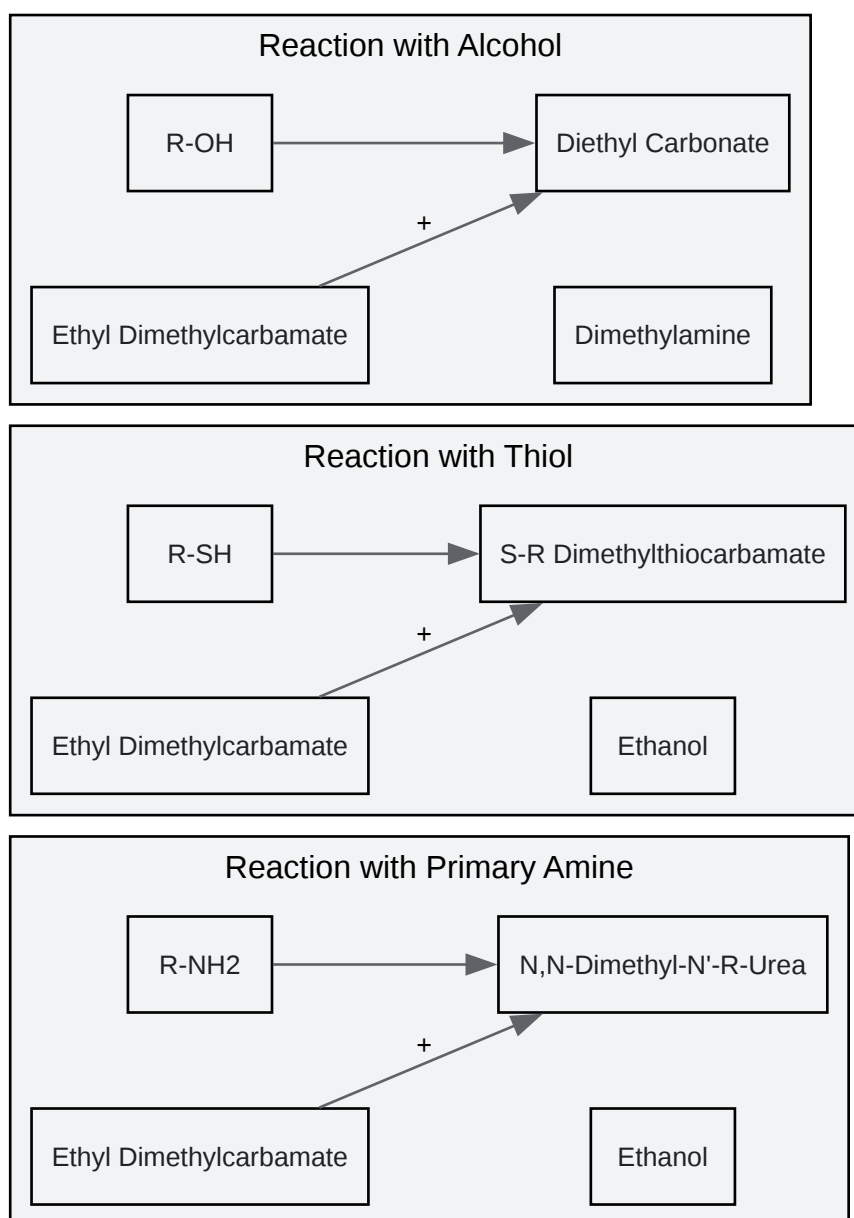 Reaction with Alcohol
R-OH
Diethyl Carbonate
+
Ethyl Dimethylcarbamate
Dimethylamine
Reaction with Thiol
R-SH
S-R Dimethylthiocarbamate
+
Ethyl Dimethylcarbamate
Ethanol
Reaction with Primary Amine
R-NH2
N,N-Dimethyl-N'-R-Urea
+
Ethyl Dimethylcarbamate
Ethanol